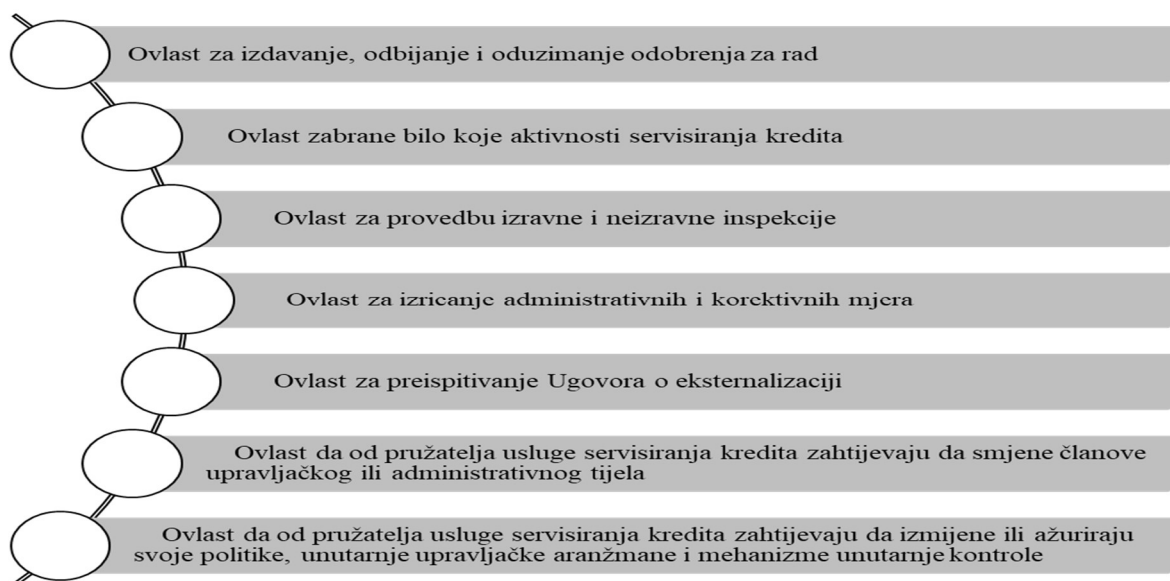 Ovlast za izdavanje, odbijanje i oduzimanje odobrenja za rad
Ovlast zabrane bilo koje aktivnosti servisiranja kredita
Ovlast za provedbu izravne i neizravne inspekcije
Ovlast za izricanje administrativnih i korektivnih mjera
Ovlast za preispitivanje Ugovora o eksternalizaciji
Ovlast da od pružatelja usluge servisiranja kredita zahtijevaju da smjene članove
upravljačkog ili administrativnog tijela
Ovlast da od pružatelja usluge servisiranja kredita zahtijevaju da izmijene ili ažuriraju
svoje politike, unutarnje upravljačke aranžmane i mehanizme unutarnje kontrole